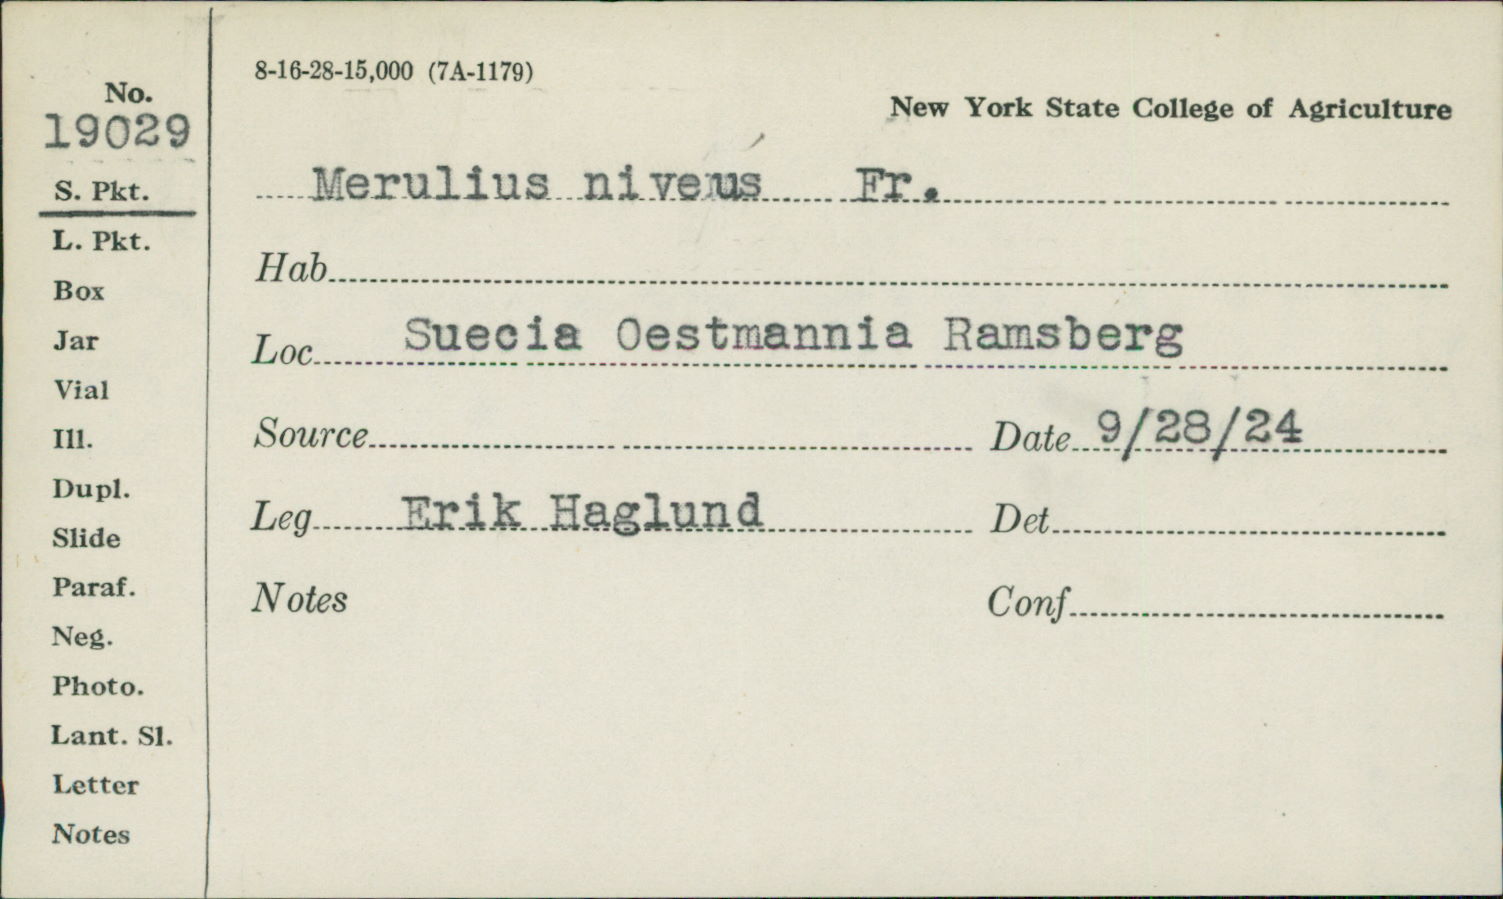 No.
19029
S. Pkt.
L. Pkt.
Box
Jar
Vial
Ill.
Dupl.
Slide
Paraf.
Neg.
Photo.
Lant. Sl.
Letter
Notes
8-16-28-15,000 (7A-1179)
New York State College of Agriculture
Merulius niveus Fr.
Hab
Loc Suecia Oestmannia Ramsberg
Source Date 9/28/24
Leg Erik Haglund Det
Notes Conf